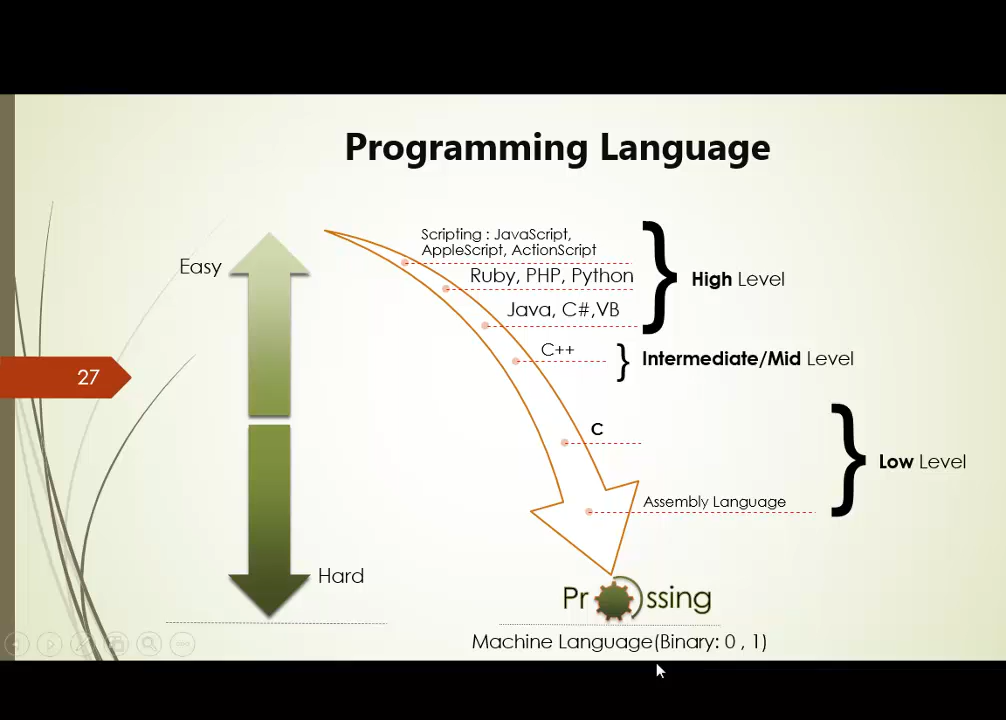 Programming Language
Easy
Scripting : JavaScript,
AppleScript, ActionScript
Ruby, PHP, Python
Java, C#,VB
High Level
C++
Intermediate/Mid Level
27
C
Low Level
Assembly Language
Hard
Pr ssing
Machine Language(Binary: 0 , 1)